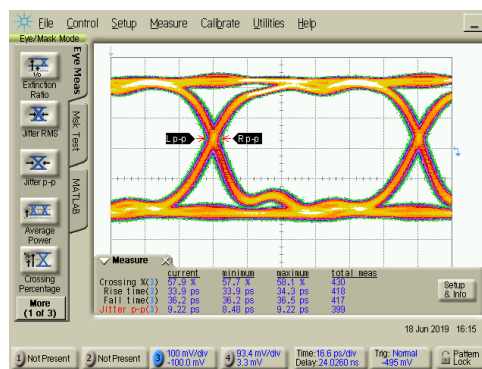 File Control Setup Measure Calibrate Utilities Help
Eye/Mask Mode
Extinction
Ratio
Jitter RMS
Jitter p-p
Average
Power
Crossing
Percentage
More
(1 of 3)
Eye Meas
Msk Test
MATLAB
L p-p
R p-p
Measure
current minimum maximum total meas
Crossing %(3) 57.9 % 57.7 % 58.1 % 430
Rise time(3) 33.9 ps 33.9 ps 34.3 ps 418
Fall time(3) 36.2 ps 36.2 ps 36.5 ps 417
Jitter p-p(3) 9.22 ps 8.48 ps 9.22 ps 399
Setup
& Info
18 Jun 2019 16:15
1) Not Present
2) Not Present
3) 100 mV/div
-100.0 mV
4) 93.4 mV/div
3.3 mV
Time:16.6 ps/div
Delay:24.0260 ns
Trig: Normal
-495 mV
Pattern
Lock